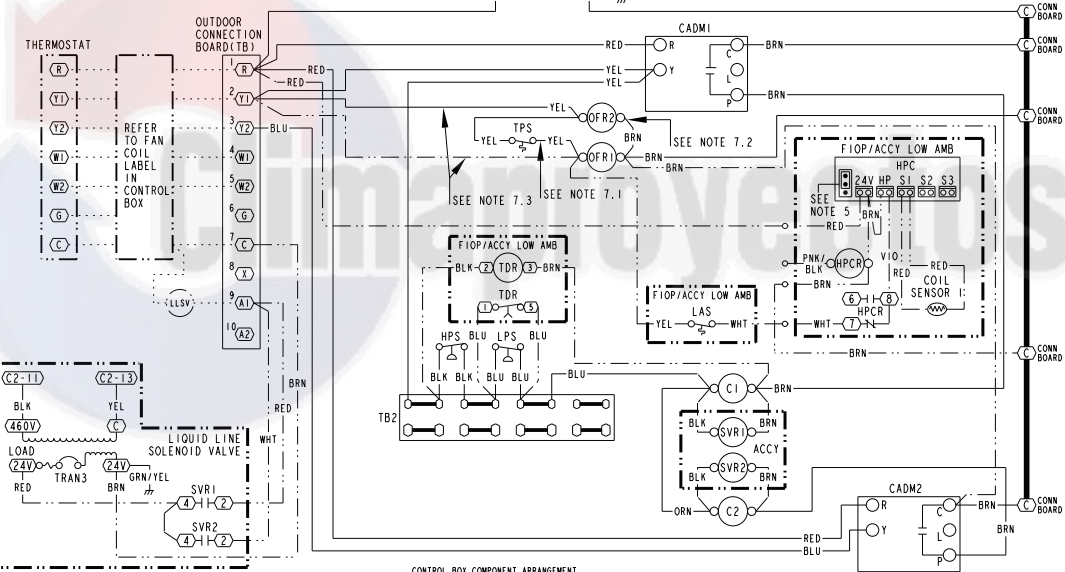 C CONN
BOARD
OUTDOOR
CONNECTION
BOARD(TB)
THERMOSTAT
CADM1
RED R C BRN C CONN
BOARD
1
R R RED YEL Y L
RED YEL
2
Y1 Y1 P BRN
YEL OFR2 C CONN
BOARD
3
Y2 REFER Y2 BLU TPS BRN
TO FAN YEL YEL SEE NOTE 7.2 FIOP/ACCY LOW AMB
COIL HPC
LABEL 4
W1 IN W1 OFR1 BRN
CONTROL BRN
BOX 24V HP S1 S2 S3
5
W2 W2 SEE NOTE 7.3 SEE NOTE 7.1 SEE
NOTE 5 BRN
6
G G RED
7
C C FIOP/ACCY LOW AMB
BLK 2 TDR 3 BRN PNK/
BLK HPCR VIO RED RED
8
X BRN COIL
SENSOR 1
TDR FIOP/ACCY LOW AMB
LLSV 9
A1 1 5 LAS 6 8
YEL WHT HPCR
10
A2 HPS BLU LPS BLU WHT 7
BRN C CONN
BOARD
C2-11 C2-13 BRN BLK BLK BLU BLU BLU C1 BRN
BLK YEL RED
460V C TB2 BLK BRN
SVR1 ACCY
LIQUID LINE
SOLENOID VALVE WHT
LOAD
24V 24V GRN/YEL SVR2
TRAN3 BLK BRN
RED BRN SVR1 CADM2
4 2 ORN C2 R C BRN C CONN
BOARD
SVR2 Y L BRN
4 2 RED
BLU P
CONTROL BOX COMPONENT ARRANGEMENT
Climaproyectos